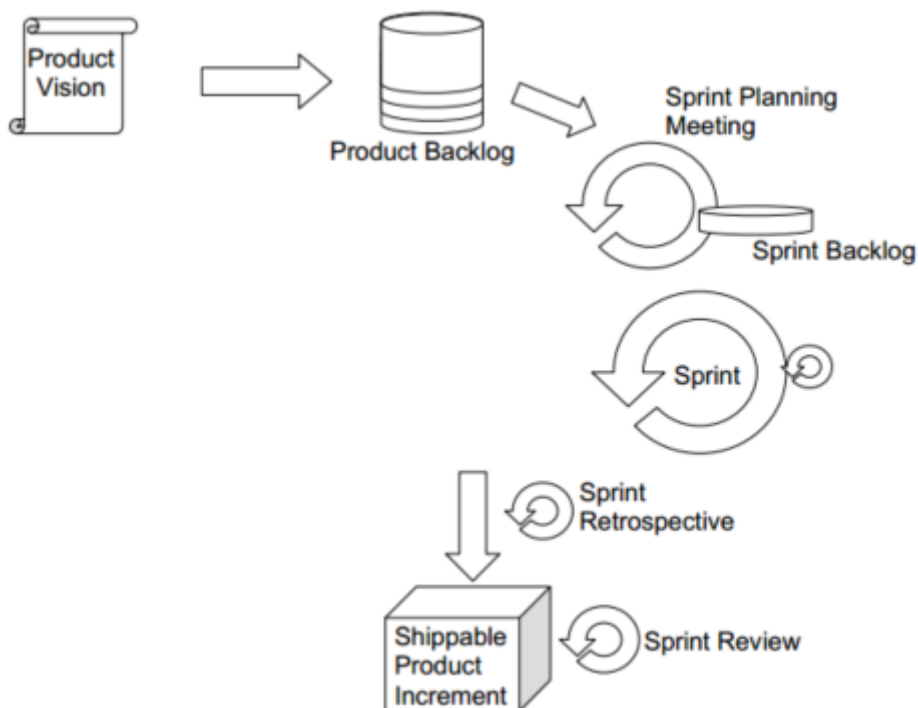 Product
Vision
Product Backlog
Sprint Planning
Meeting
Sprint Backlog
Sprint
Sprint
Retrospective
Shippable
Product
Increment
Sprint Review